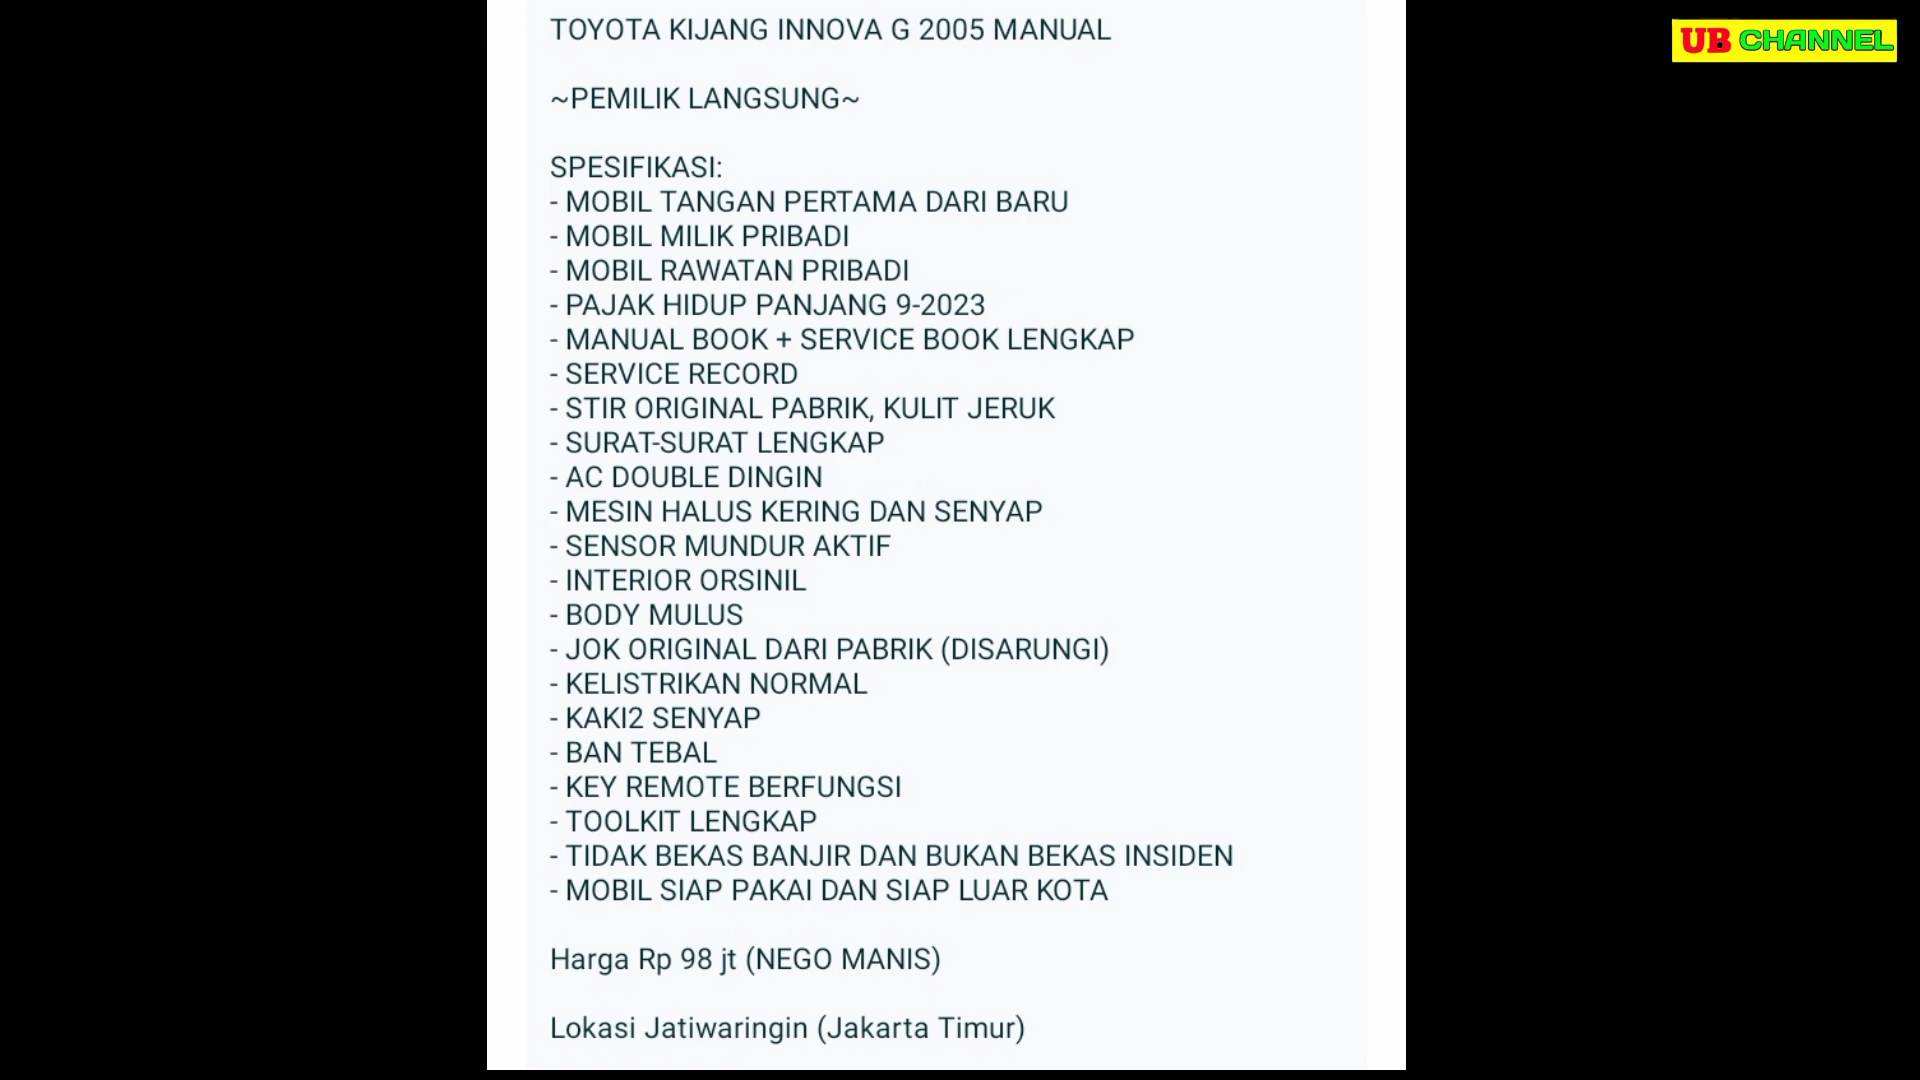 TOYOTA KIJANG INNOVA G 2005 MANUAL
UB CHANNEL
~PEMILIK LANGSUNG~
SPESIFIKASI:
- MOBIL TANGAN PERTAMA DARI BARU
- MOBIL MILIK PRIBADI
- MOBIL RAWATAN PRIBADI
- PAJAK HIDUP PANJANG 9-2023
- MANUAL BOOK + SERVICE BOOK LENGKAP
- SERVICE RECORD
- STIR ORIGINAL PABRIK, KULIT JERUK
- SURAT-SURAT LENGKAP
- AC DOUBLE DINGIN
- MESIN HALUS KERING DAN SENYAP
- SENSOR MUNDUR AKTIF
- INTERIOR ORSINIL
- BODY MULUS
- JOK ORIGINAL DARI PABRIK (DISARUNGI)
- KELISTRIKAN NORMAL
- KAKI2 SENYAP
- BAN TEBAL
- KEY REMOTE BERFUNGSI
- TOOLKIT LENGKAP
- TIDAK BEKAS BANJIR DAN BUKAN BEKAS INSIDEN
- MOBIL SIAP PAKAI DAN SIAP LUAR KOTA
Harga Rp 98 jt (NEGO MANIS)
Lokasi Jatiwaringin (Jakarta Timur)